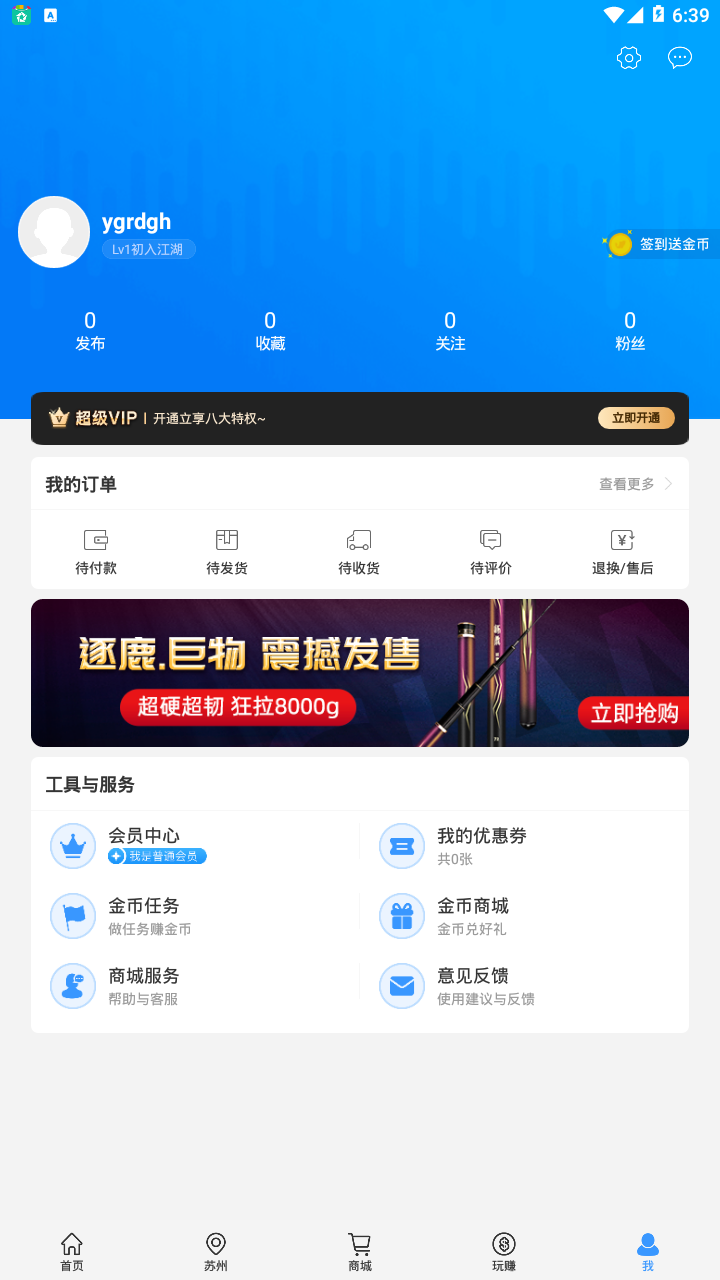 6:39
ygrdgh
Lv1初入江湖
签到送金币
0 0 0 0
发布 收藏 关注 粉丝
超级VIP 开通立享八大特权~ 立即开通
我的订单 查看更多
待付款 待发货 待收货 待评价 退换/售后
逐鹿.巨物 震撼发售
超硬超韧 狂拉8000g
立即抢购
工具与服务
会员中心 我的优惠券
我是普通会员 共0张
金币任务 金币商城
做任务赚金币 金币兑好礼
商城服务 意见反馈
帮助与客服 使用建议与反馈
首页 苏州 商城 玩赚 我